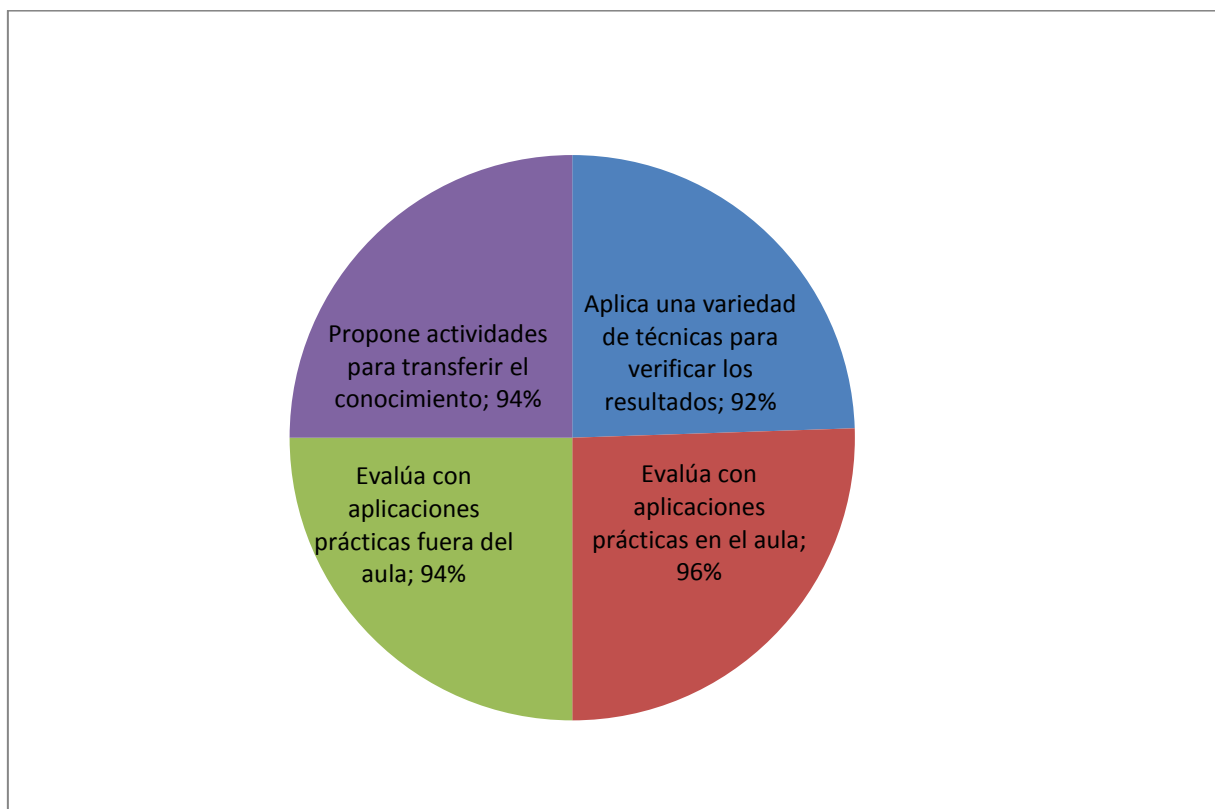 Aplica una variedad
de técnicas para
verificar los
resultados; 92%
Evalúa con
aplicaciones
prácticas en el aula;
96%
Evalúa con
aplicaciones
prácticas fuera del
aula; 94%
Propone actividades
para transferir el
conocimiento; 94%